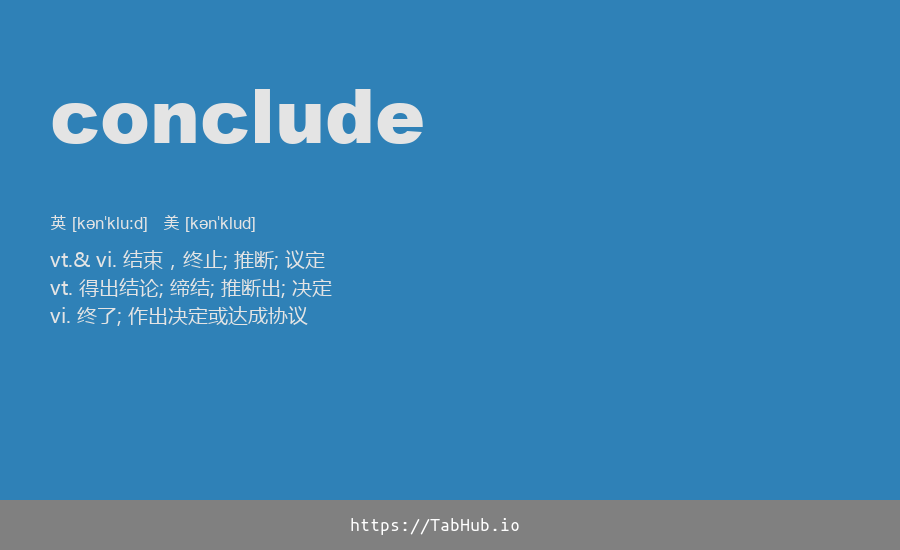 conclude
英 [kənˈkluːd] 美 [kənˈklud]
vt.& vi. 结束，终止; 推断; 议定
vt. 得出结论; 缔结; 推断出; 决定
vi. 终了; 作出决定或达成协议
https://TabHub.io